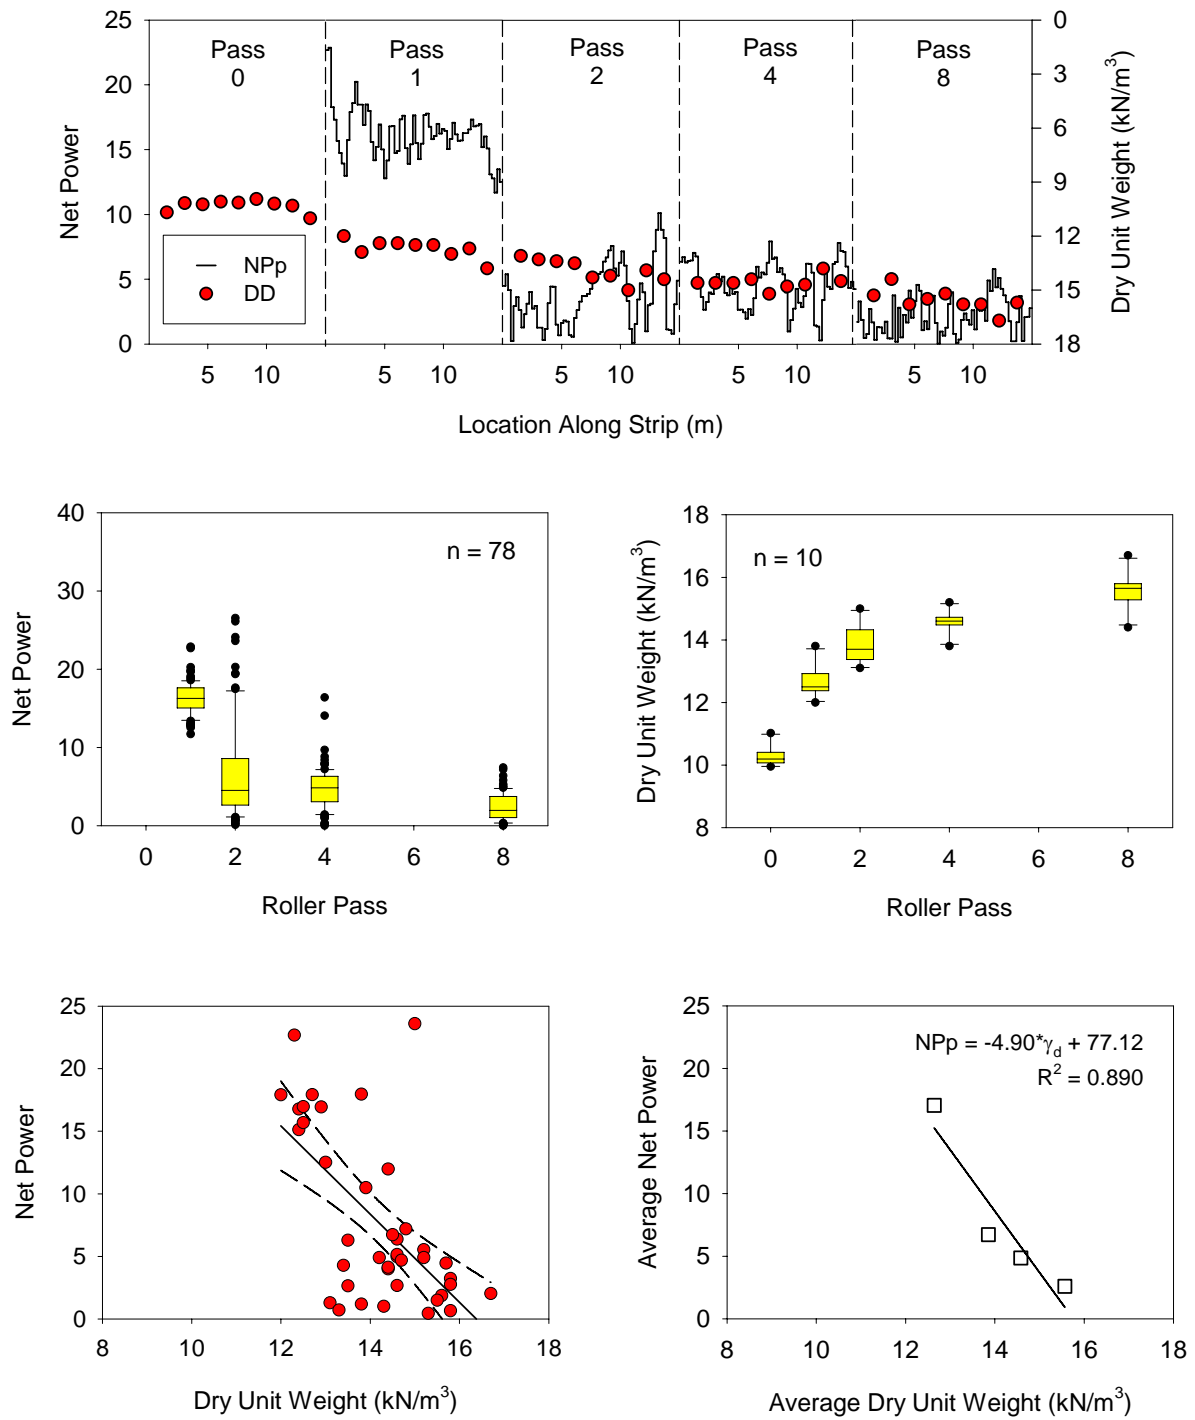 25 20 15 10 5 0
Net Power
Pass 0
Pass 1
Pass 2
Pass 4
Pass 8
0 3 6 9 12 15 18
Dry Unit Weight (kN/m³)
NPp
DD
5 10 5 10 5 10 5 10 5 10
Location Along Strip (m)
40 30 20 10 0
Net Power
n = 78
0 2 4 6 8
Roller Pass
18 16 14 12 10 8
Dry Unit Weight (kN/m³)
n = 10
0 2 4 6 8
Roller Pass
25 20 15 10 5 0
Net Power
8 10 12 14 16 18
Dry Unit Weight (kN/m³)
25 20 15 10 5 0
Average Net Power
NPp = -4.90*γd + 77.12
R² = 0.890
8 10 12 14 16 18
Average Dry Unit Weight (kN/m³)